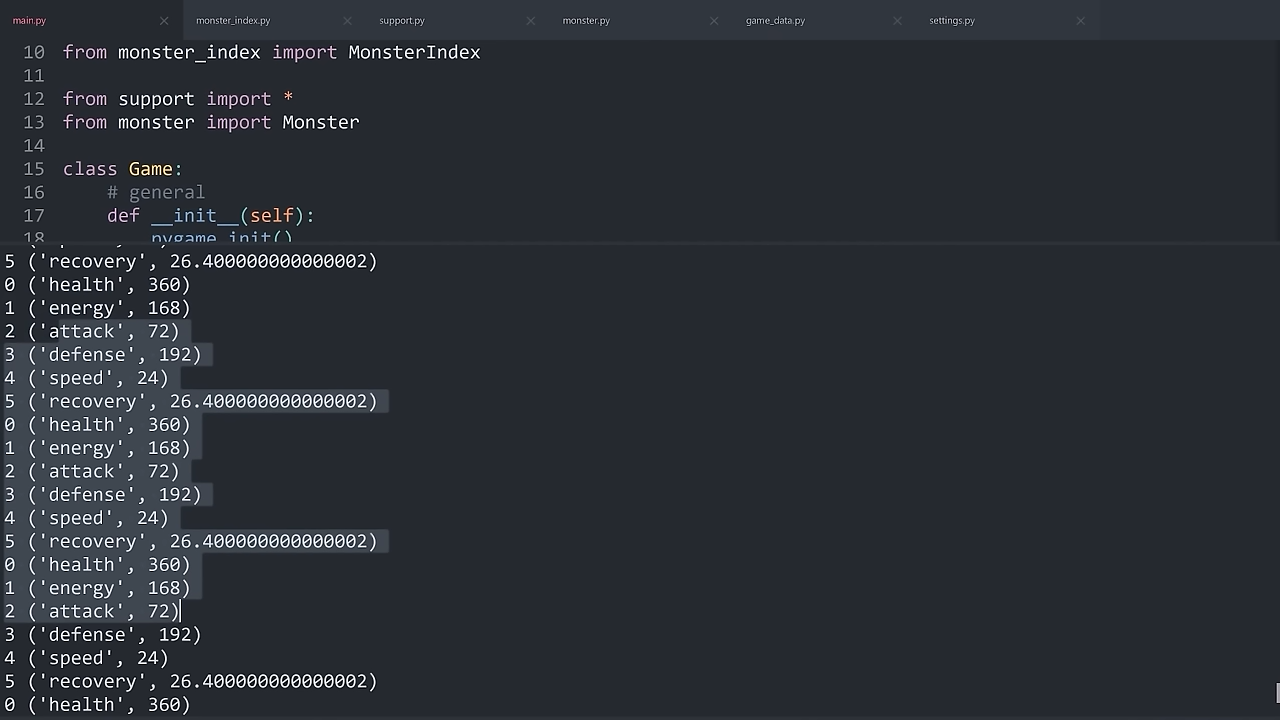 main.py monster_index.py support.py monster.py game_data.py settings.py
10 from monster_index import MonsterIndex
11
12 from support import *
13 from monster import Monster
14
15 class Game:
16 # general
17 def __init__(self):
18 pygame.init()
5 ('recovery', 26.400000000000002)
0 ('health', 360)
1 ('energy', 168)
2 ('attack', 72)
3 ('defense', 192)
4 ('speed', 24)
5 ('recovery', 26.400000000000002)
0 ('health', 360)
1 ('energy', 168)
2 ('attack', 72)
3 ('defense', 192)
4 ('speed', 24)
5 ('recovery', 26.400000000000002)
0 ('health', 360)
1 ('energy', 168)
2 ('attack', 72)
3 ('defense', 192)
4 ('speed', 24)
5 ('recovery', 26.400000000000002)
0 ('health', 360)